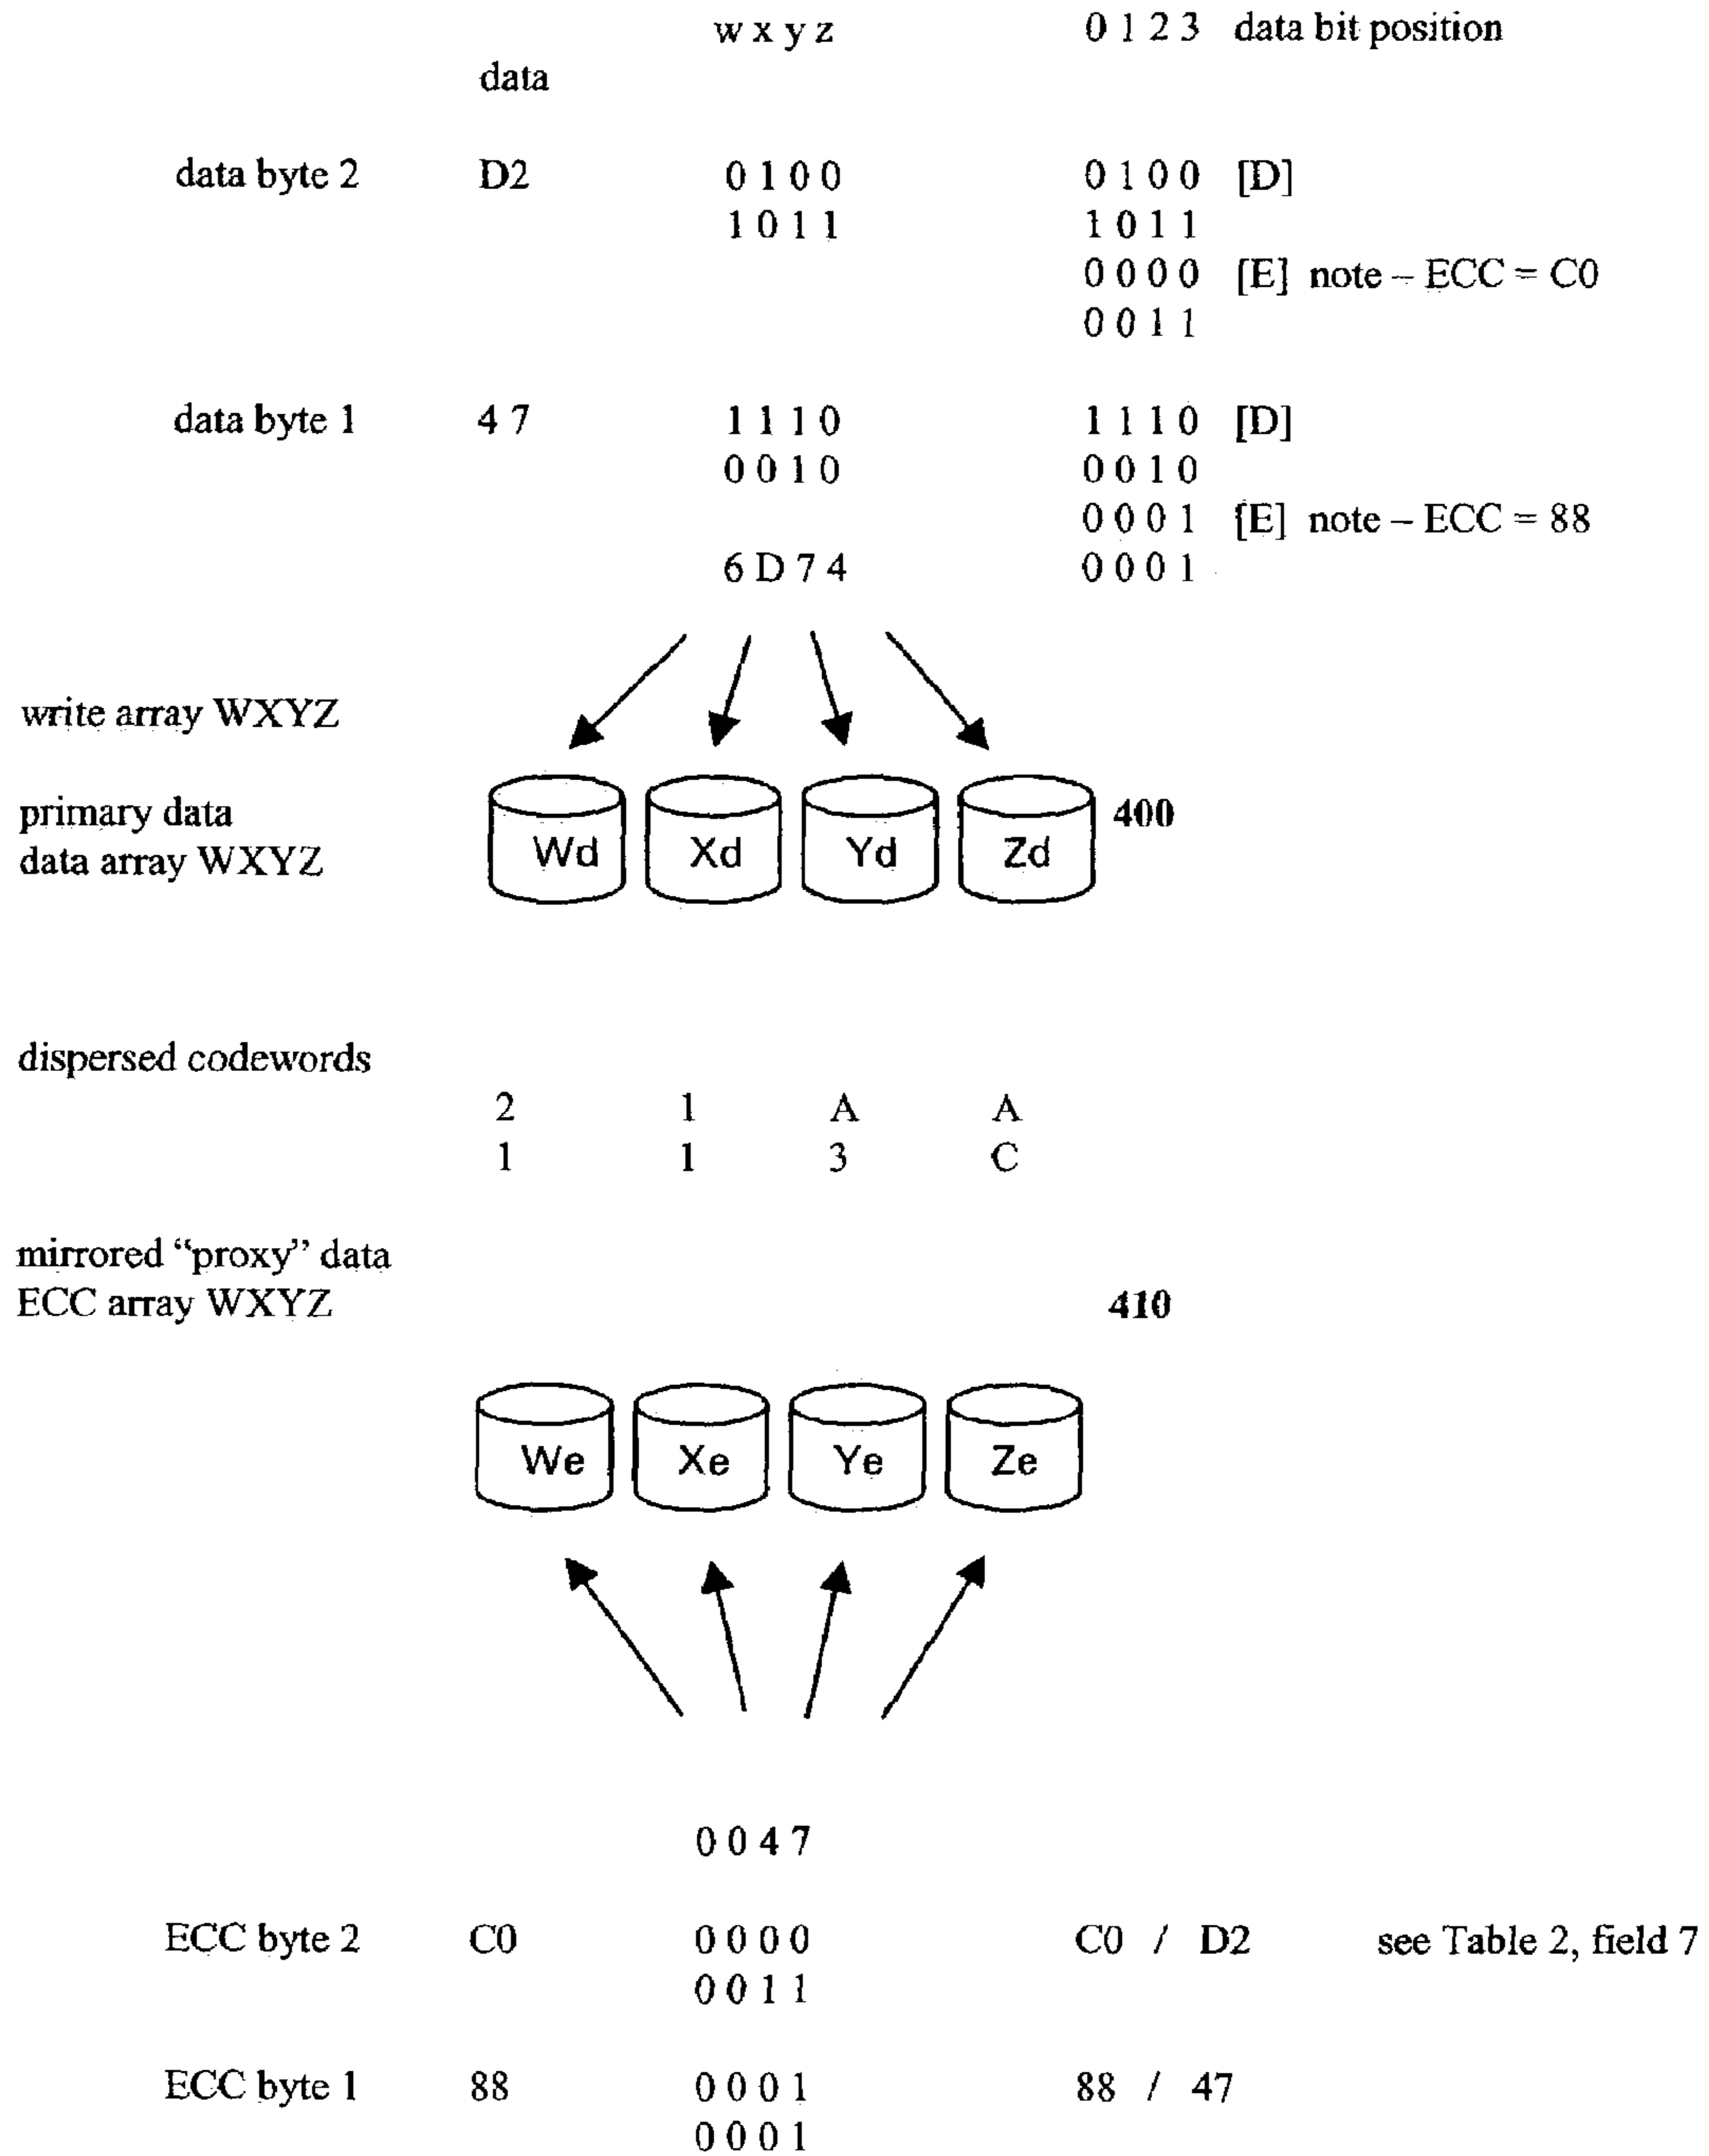 w x y z 0 1 2 3 data bit position
data
data byte 2 D2 0 1 0 0 0 1 0 0 [D]
1 0 1 1 1 0 1 1
0 0 0 0 [E] note – ECC = C0
0 0 1 1
data byte 1 4 7 1 1 1 0 1 1 1 0 [D]
0 0 1 0 0 0 1 0
0 0 0 1 [E] note – ECC = 88
6 D 7 4 0 0 0 1
write array WXYZ
primary data 400
data array WXYZ Wd Xd Yd Zd
dispersed codewords
2 1 A A
1 1 3 C
mirrored “proxy” data
ECC array WXYZ 410
We Xe Ye Ze
0 0 4 7
ECC byte 2 C0 0 0 0 0 C0 / D2 see Table 2, field 7
0 0 1 1
ECC byte 1 88 0 0 0 1 88 / 47
0 0 0 1